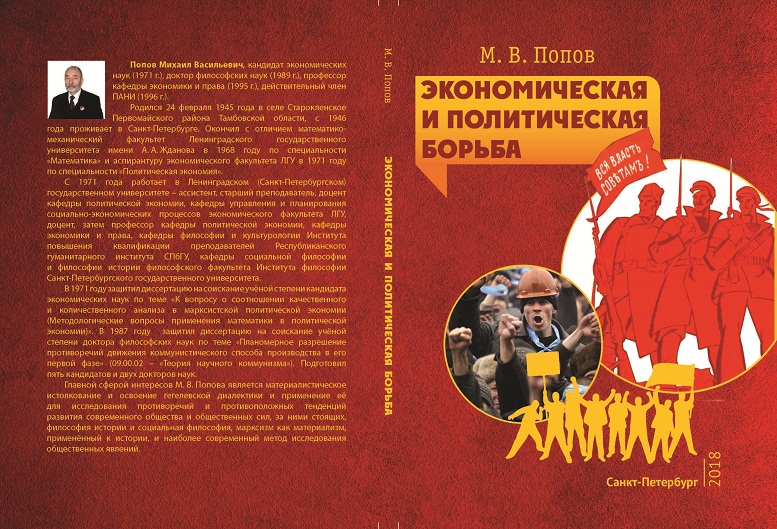 Попов Михаил Васильевич, кандидат экономических
наук (1971 г.), доктор философских наук (1989 г.), профессор
кафедры экономики и права (1995 г.), действительный член
ПАНИ (1996 г.).
Родился 24 февраля 1945 года в селе Старокленское
Первомайского района Тамбовской области, с 1946
года проживает в Санкт-Петербурге. Окончил с отличием математико-
механический факультет Ленинградского государственного
университета имени А. А. Жданова в 1968 году по специальности
«Математика» и аспирантуру экономического факультета ЛГУ в 1971 году
по специальности «Политическая экономия».
С 1971 года работает в Ленинградском (Санкт-Петербургском)
государственном университете – ассистент, старший преподаватель, доцент
кафедры политической экономии, кафедры управления и планирования
социально-экономических процессов экономического факультета ЛГУ,
доцент, затем профессор кафедры политической экономии, кафедры
экономики и права, кафедры философии и культурологии Института
повышения квалификации преподавателей Республиканского
гуманитарного института СПбГУ, кафедры социальной философии
и философии истории философского факультета Института философии
Санкт-Петербургского государственного университета.
В 1971 году защитил диссертацию на соискание учёной степени кандидата
экономических наук по теме «К вопросу о соотношении качественного
и количественного анализа в марксистской политической экономии
(Методологические вопросы применения математики в политической
экономии)». В 1987 году защитил диссертацию на соискание учёной
степени доктора философских наук по теме «Планомерное разрешение
противоречий движения коммунистического способа производства в его
первой фазе» (09.00.02 – «Теория научного коммунизма»). Подготовил
пять кандидатов и двух докторов наук.
Главной сферой интересов М. В. Попова является материалистическое
истолкование и освоение гегелевской диалектики и применение её
для исследования противоречий и противоположных тенденций
развития современного общества и общественных сил, за ними стоящих,
философия истории и социальная философия, марксизм как материализм,
применённый к истории, и наиболее современный метод исследования
общественных явлений.
М. В. Попов
ЭКОНОМИЧЕСКАЯ И ПОЛИТИЧЕСКАЯ БОРЬБА
М. В. Попов
ЭКОНОМИЧЕСКАЯ
И ПОЛИТИЧЕСКАЯ
БОРЬБА
ВСЯ ВЛАСТЬ
СОВѢТАМЪ!
Санкт-Петербург
2018